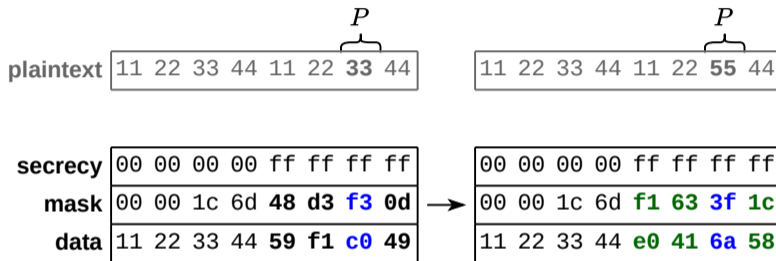 P P
plaintext 11 22 33 44 11 22 33 44 11 22 33 44 11 22 55 44
secrecy 00 00 00 00 ff ff ff ff 00 00 00 00 ff ff ff ff
mask 00 00 1c 6d 48 d3 f3 0d 00 00 1c 6d f1 63 3f 1c
data 11 22 33 44 59 f1 c0 49 11 22 33 44 e0 41 6a 58